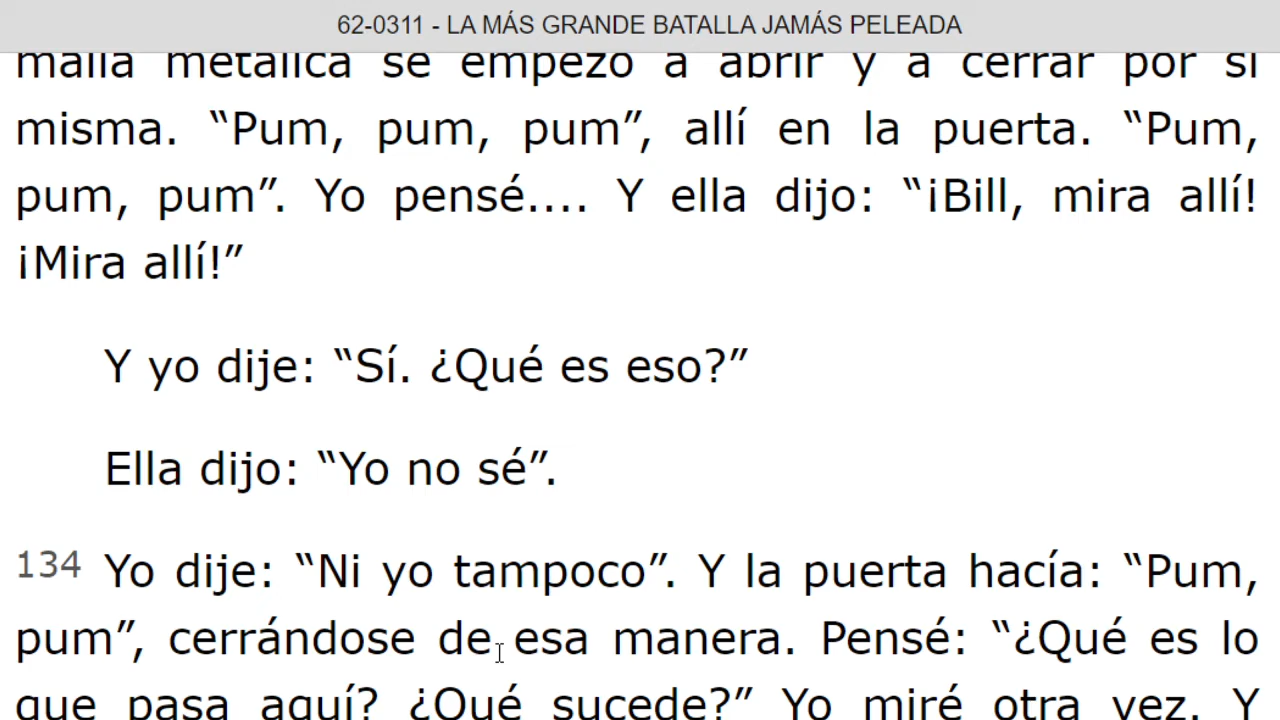 62-0311 - LA MÁS GRANDE BATALLA JAMÁS PELEADA
malla metálica se empezó a abrir y a cerrar por sí
misma. “Pum, pum, pum”, allí en la puerta. “Pum,
pum, pum”. Yo pensé.... Y ella dijo: “¡Bill, mira allí!
¡Mira allí!”
Y yo dije: “Sí. ¿Qué es eso?”
Ella dijo: “Yo no sé”.
134 Yo dije: “Ni yo tampoco”. Y la puerta hacía: “Pum,
pum”, cerrándose de esa manera. Pensé: “¿Qué es lo
que pasa aquí? ¿Qué sucede?” Yo miré otra vez. Y